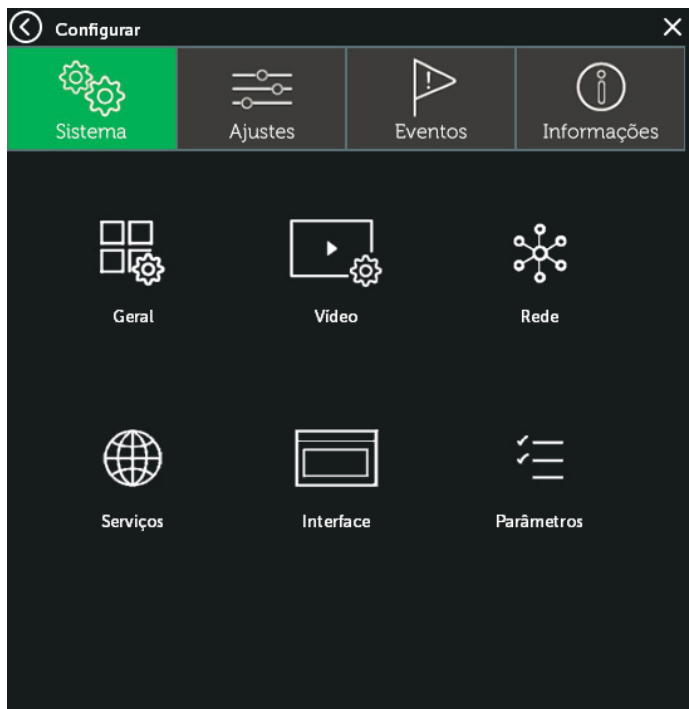 Configurar
Sistema Ajustes Eventos Informações
Geral Vídeo Rede
Serviços Interface Parâmetros